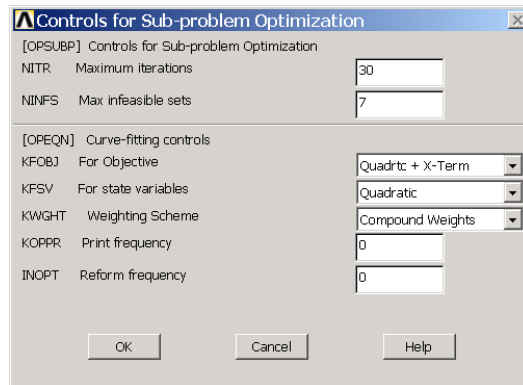 Controls for Sub-problem Optimization
[OPSUBP] Controls for Sub-problem Optimization
NITR Maximum iterations 30
NINFS Max infeasible sets 7
[OPEQN] Curve-fitting controls
KFOBJ For Objective Quadrtc + X-Term
KFSV For state variables Quadratic
KWGHT Weighting Scheme Compound Weights
KOPPR Print frequency 0
INOPT Reform frequency 0
OK Cancel Help